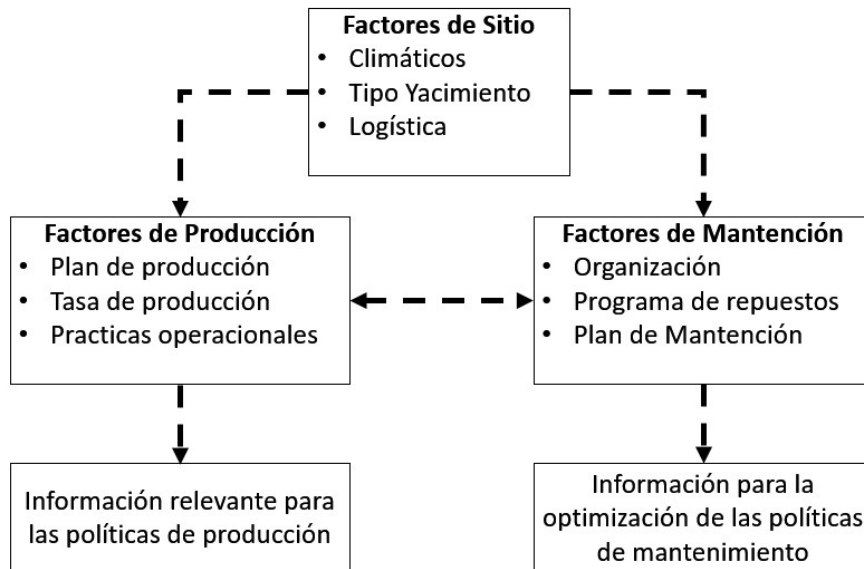 Factores de Sitio
• Climáticos
• Tipo Yacimiento
• Logística
Factores de Producción
• Plan de producción
• Tasa de producción
• Practicas operacionales
Factores de Mantención
• Organización
• Programa de repuestos
• Plan de Mantención
Información relevante para
las políticas de producción
Información para la
optimización de las políticas
de mantenimiento